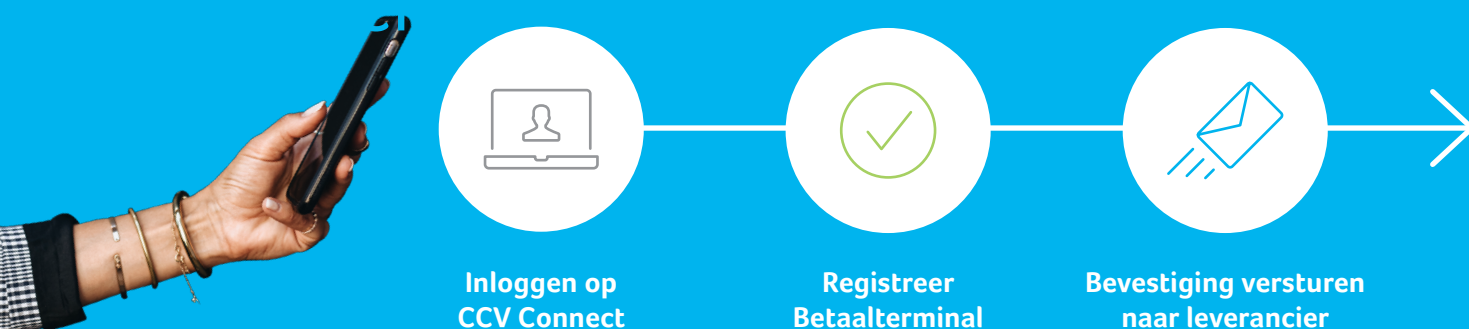 Inloggen op
CCV Connect
Registreer
Betaalterminal
Bevestiging versturen
naar leverancier